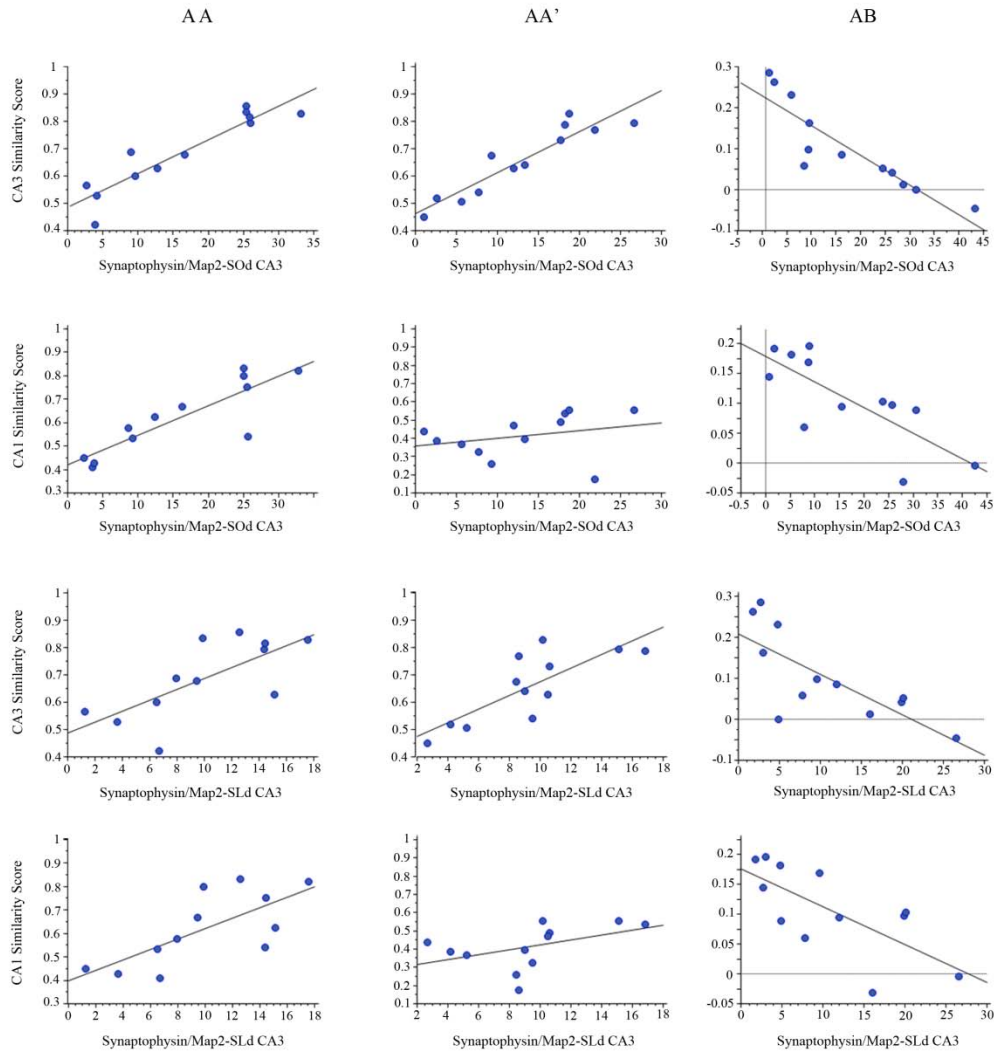 AA
AA’
AB
CA3 Similarity Score
1
0.9
0.8
0.7
0.6
0.5
0.4
0 5 10 15 20 25 30 35
Synaptophysin/Map2-SOd CA3
1
0.9
0.8
0.7
0.6
0.5
0.4
0 5 10 15 20 25 30
Synaptophysin/Map2-SOd CA3
0.3
0.2
0.1
0
-0.1
-5 0 5 10 15 20 25 30 35 40 45
Synaptophysin/Map2-SOd CA3
CA1 Similarity Score
1
0.9
0.8
0.7
0.6
0.5
0.4
0.3
0 5 10 15 20 25 30
Synaptophysin/Map2-SOd CA3
1
0.9
0.8
0.7
0.6
0.5
0.4
0.3
0.2
0.1
0 5 10 15 20 25 30
Synaptophysin/Map2-SOd CA3
0.2
0.15
0.1
0.05
0
-0.05
-5 0 5 10 15 20 25 30 35 40 45
Synaptophysin/Map2-SOd CA3
CA3 Similarity Score
1
0.9
0.8
0.7
0.6
0.5
0.4
0 2 4 6 8 10 12 14 16 18
Synaptophysin/Map2-SLd CA3
1
0.9
0.8
0.7
0.6
0.5
0.4
2 4 6 8 10 12 14 16 18
Synaptophysin/Map2-SLd CA3
0.3
0.2
0.1
0
-0.1
0 5 10 15 20 25 30
Synaptophysin/Map2-SLd CA3
CA1 Similarity Score
1
0.9
0.8
0.7
0.6
0.5
0.4
0.3
0 2 4 6 8 10 12 14 16 18
Synaptophysin/Map2-SLd CA3
1
0.9
0.8
0.7
0.6
0.5
0.4
0.3
0.2
0.1
2 4 6 8 10 12 14 16 18
Synaptophysin/Map2-SLd CA3
0.2
0.15
0.1
0.05
0
-0.05
0 5 10 15 20 25 30
Synaptophysin/Map2-SLd CA3